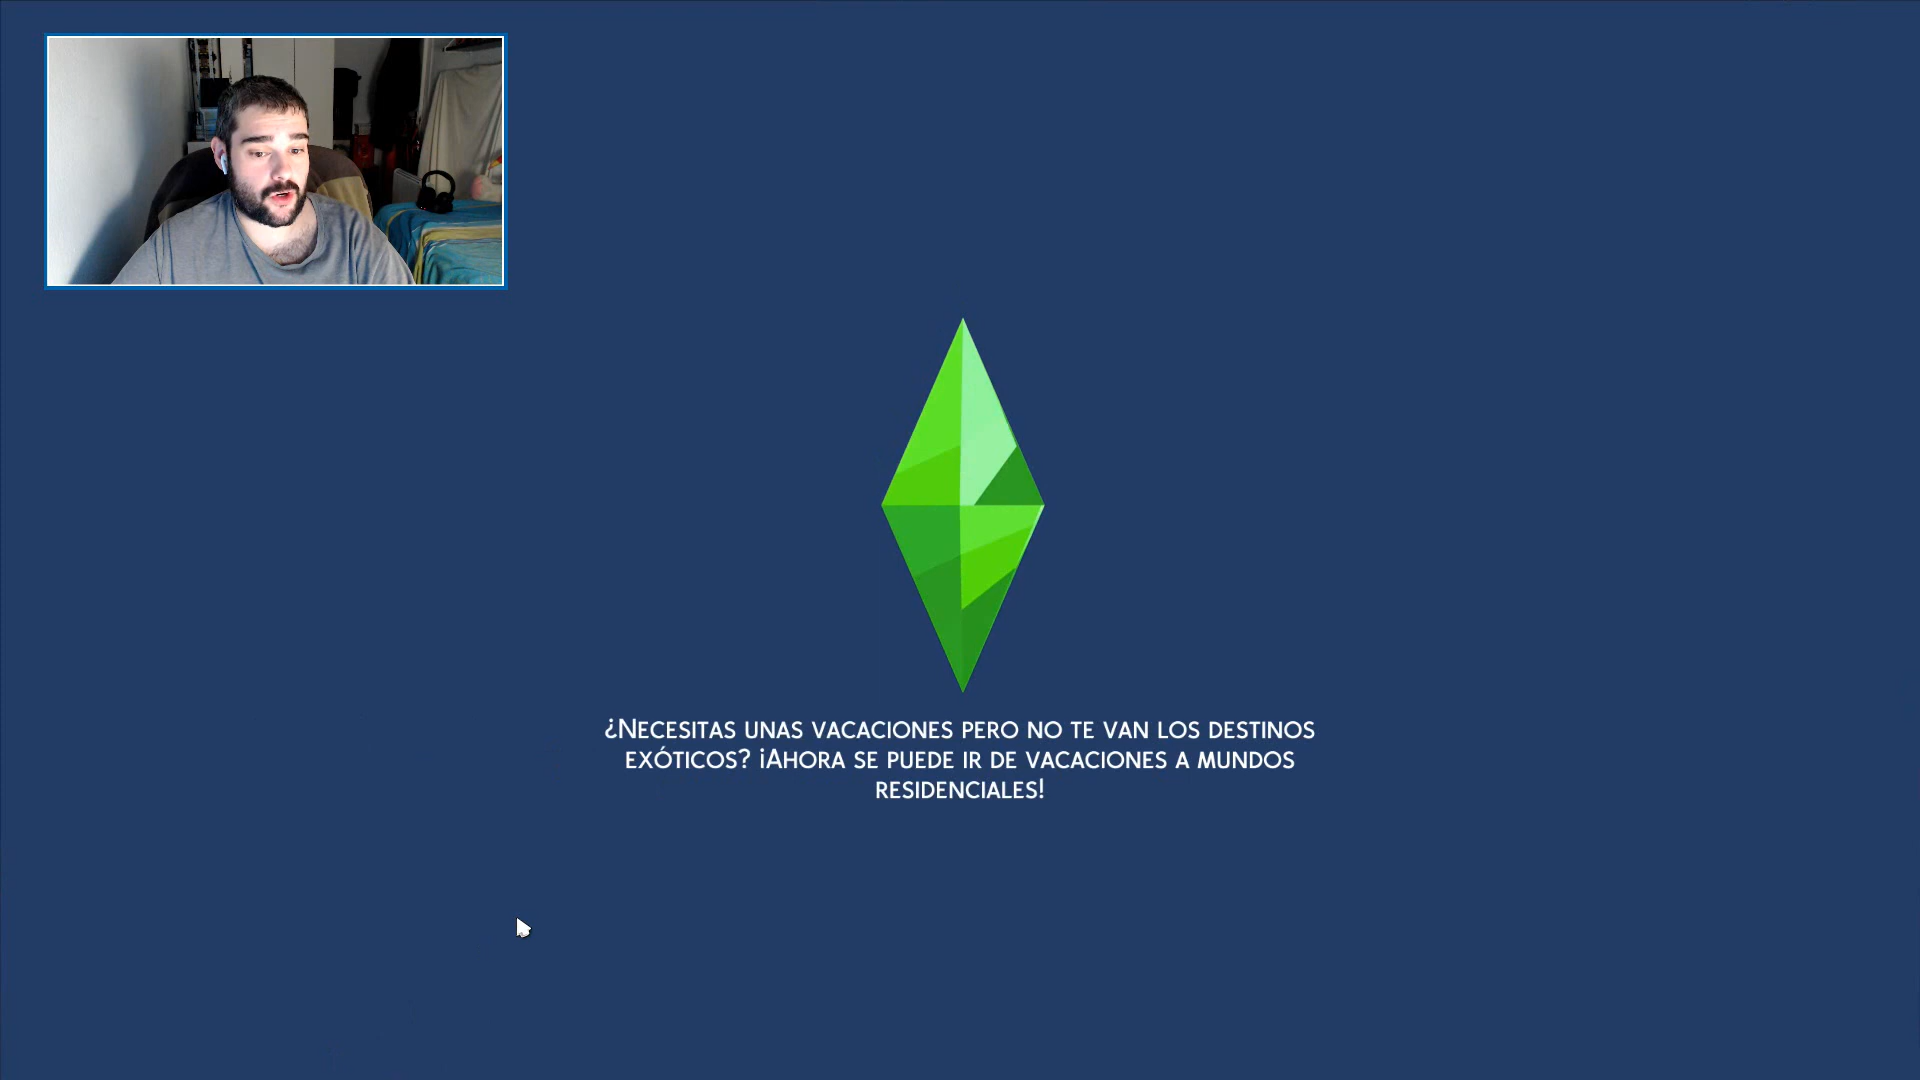 ¿Necesitas unas vacaciones pero no te van los destinos
exóticos? ¡Ahora se puede ir de vacaciones a mundos
residenciales!